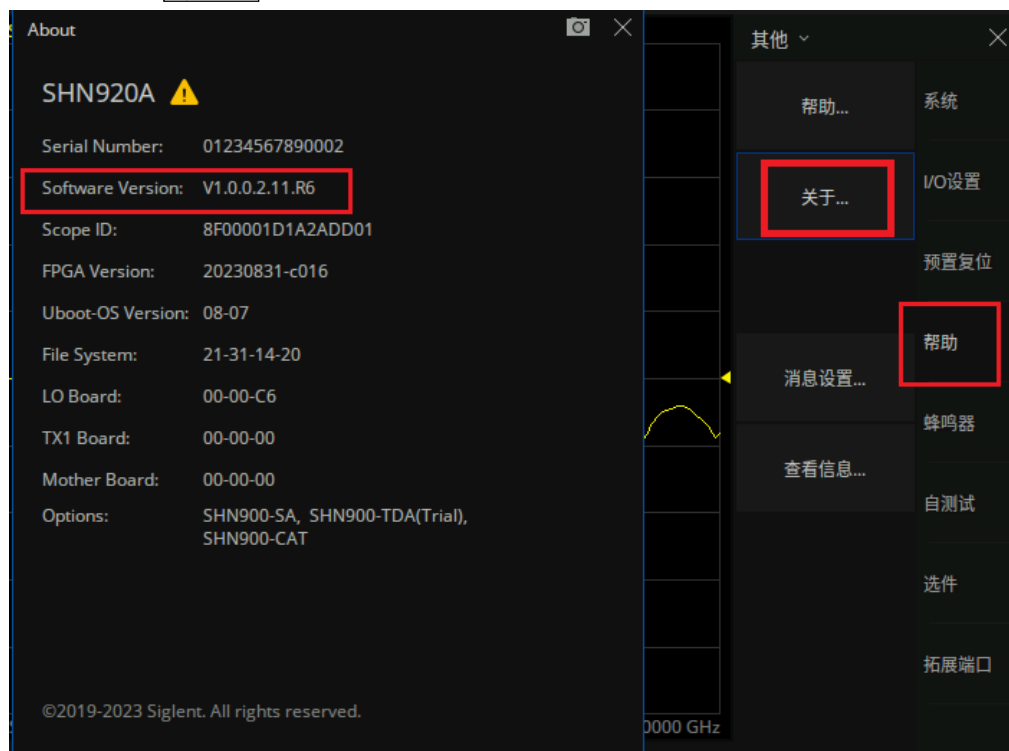 About
SHN920A
Serial Number: 01234567890002
Software Version: V1.0.0.2.11.R6
Scope ID: 8F00001D1A2ADD01
FPGA Version: 20230831-c016
Uboot-OS Version: 08-07
File System: 21-31-14-20
LO Board: 00-00-C6
TX1 Board: 00-00-00
Mother Board: 00-00-00
Options: SHN900-SA, SHN900-TDA(Trial),
SHN900-CAT
©2019-2023 Siglent. All rights reserved.
0000 GHz
其他
帮助...
关于...
消息设置...
查看信息...
系统
I/O设置
预置复位
帮助
蜂鸣器
自测试
选件
拓展端口